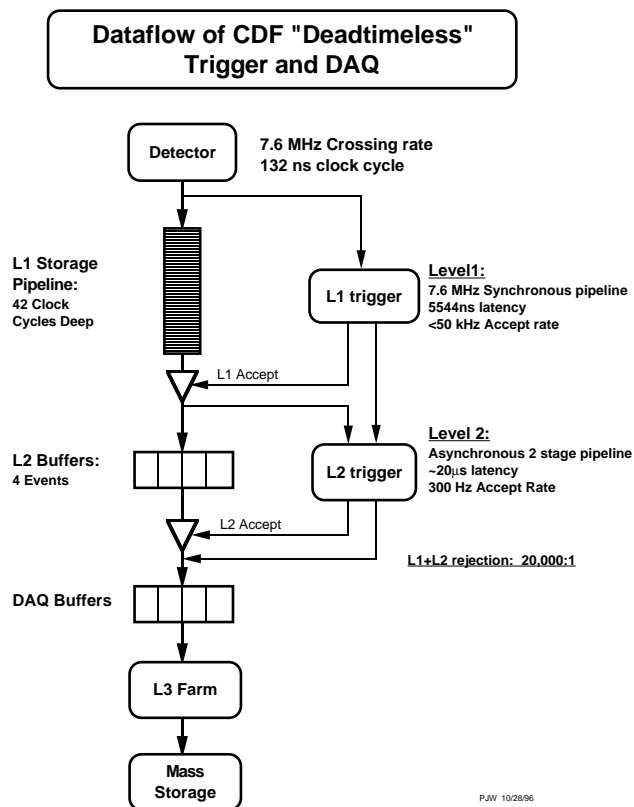 Dataflow of CDF "Deadtimeless"
Trigger and DAQ
Detector
7.6 MHz Crossing rate
132 ns clock cycle
L1 Storage
Pipeline:
42 Clock
Cycles Deep
L1 trigger
Level1:
7.6 MHz Synchronous pipeline
5544ns latency
<50 kHz Accept rate
L1 Accept
L2 Buffers:
4 Events
L2 trigger
Level 2:
Asynchronous 2 stage pipeline
~20μs latency
300 Hz Accept Rate
L2 Accept
L1+L2 rejection: 20,000:1
DAQ Buffers
L3 Farm
Mass
Storage
PJW 10/28/96